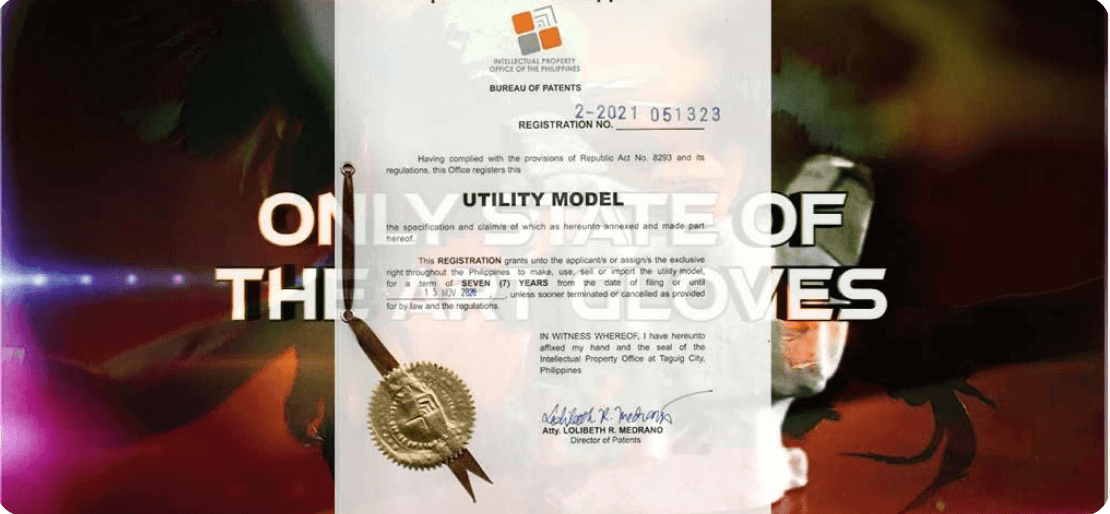 INTELLECTUAL PROPERTY
OFFICE OF THE PHILIPPINES
BUREAU OF PATENTS
2-2021 051323
REGISTRATION NO.
Having complied with the provisions of Republic Act No. 8293 and its
regulations, this Office registers this
UTILITY MODEL
the specification and claim/s of which as hereunto annexed and made part
hereof.
This REGISTRATION grants unto the applicant/s or assign/s the exclusive
right throughout the Philippines to make, use, sell or import the utility model,
for a term of SEVEN (7) YEARS from the date of filing or until
15 NOV 2028, unless sooner terminated or cancelled as provided
for by law and the regulations.
IN WITNESS WHEREOF, I have hereunto
affixed my hand and the seal of the
Intellectual Property Office at Taguig City,
Philippines
Lolibeth R. Medrano
Atty. LOLIBETH R. MEDRANO
Director of Patents
ONLY STATE OF
THE ART GLOVES